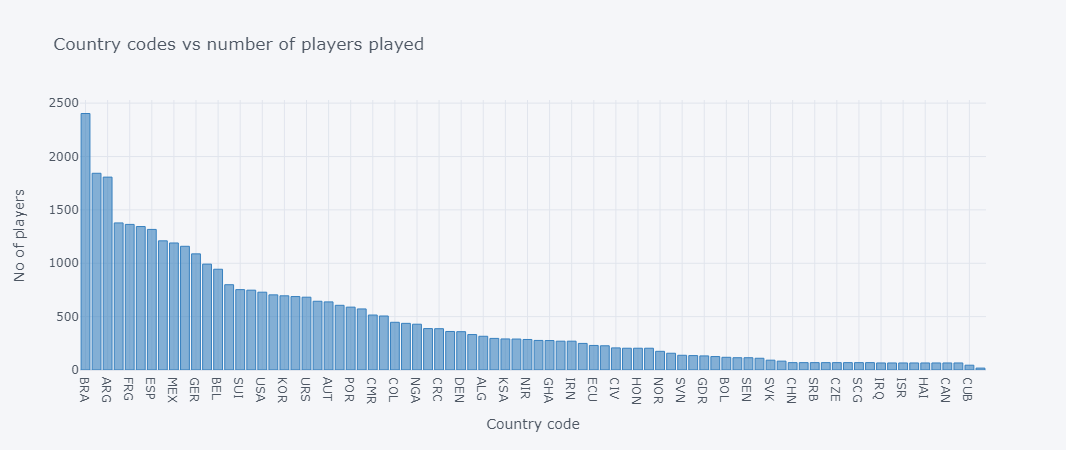 Country codes vs number of players played
2500
2000
1500
1000
500
0
No of players
BRA ARG FRG ESP MEX GER BEL SUI USA KOR URS AUT POR CMR COL NGA CRC DEN ALG KSA NIR GHA IRN ECU CIV HON NOR SVN GDR BOL SEN SVK CHN SRB CZE SCG IRQ ISR HAI CAN CUB
Country code